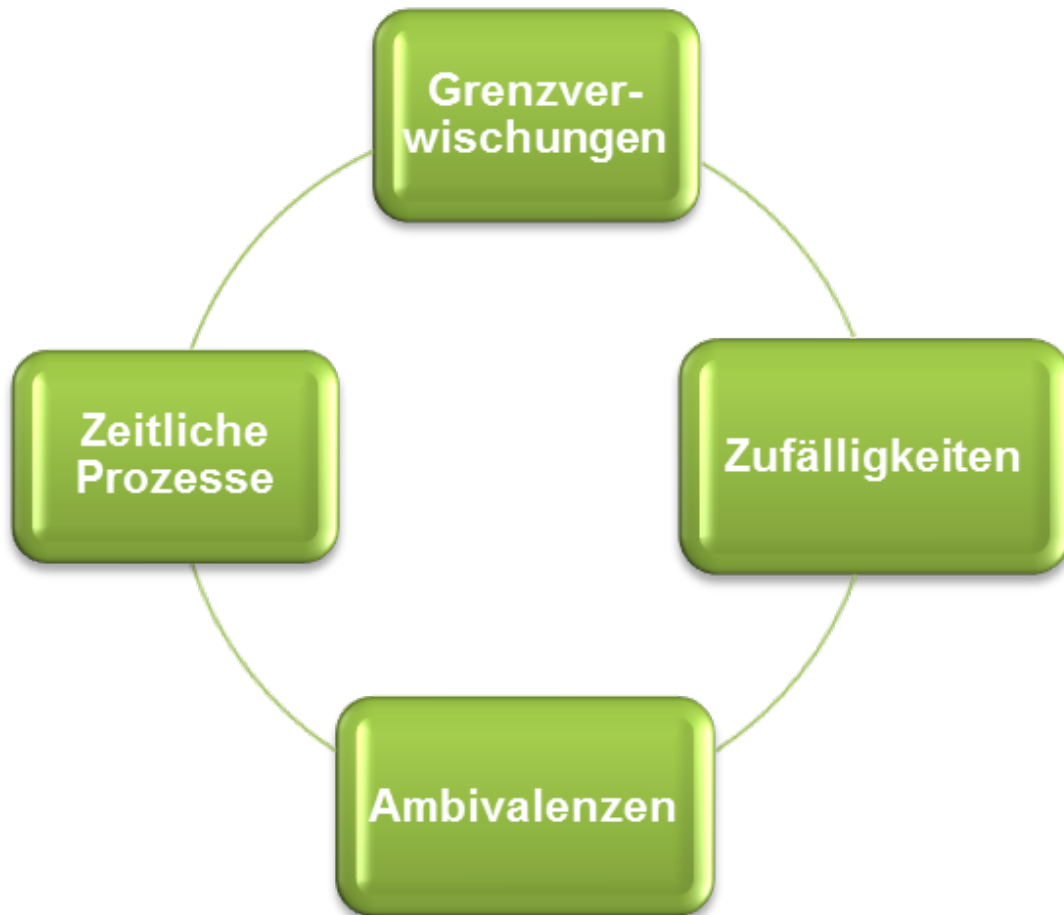 Grenzver-
wischungen
Zeitliche
Prozesse
Zufälligkeiten
Ambivalenzen